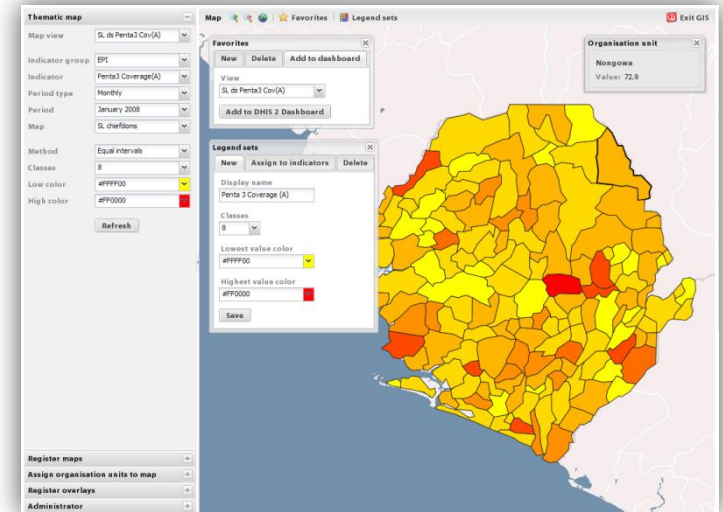 Thematic map
Map view SL ds Penta3 Cov(A)
Indicator group EPI
Indicator Penta3 Coverage(A)
Period type Monthly
Period January 2008
Map SL chiefdoms
Method Equal intervals
Classes 8
Low color #FFFF00
High color #FF0000
Refresh
Register maps
Assign organisation units to map
Register overlays
Administrator
Map Favorites Legend sets Exit GIS
Favorites
New Delete Add to dashboard
View
SL ds Penta3 Cov(A)
Add to DHIS 2 Dashboard
Legend sets
New Assign to indicators Delete
Display name
Penta 3 Coverage (A)
Classes
8
Lowest value color
#FFFF00
Highest value color
#FF0000
Save
Organisation unit
Nongowa
Value: 72.9